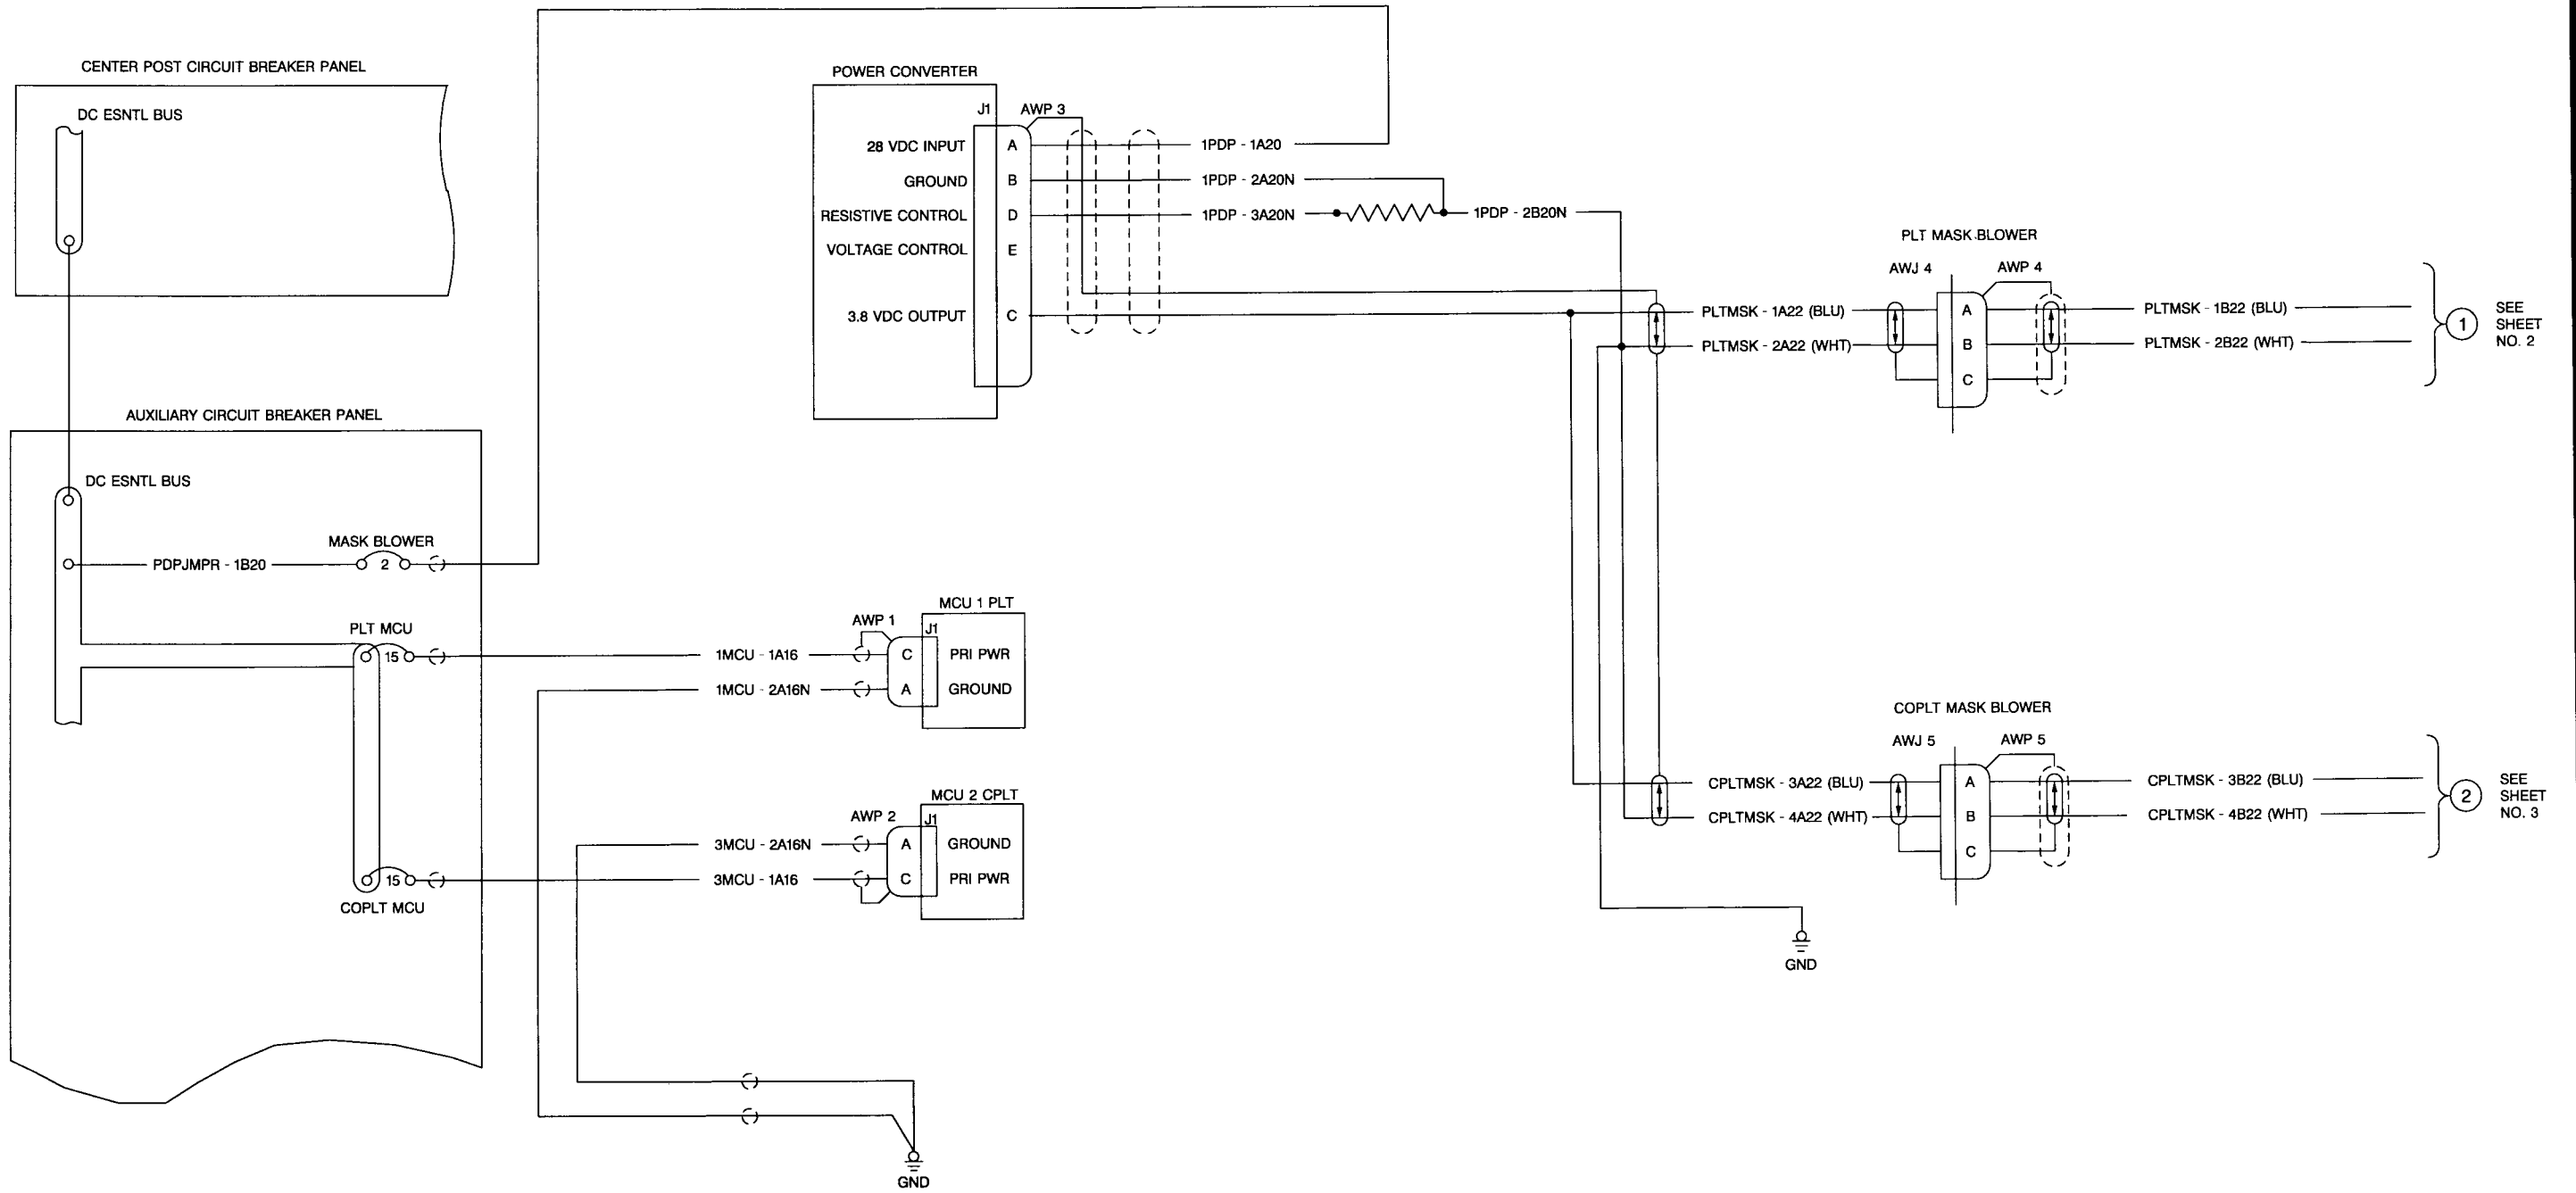 CENTER POST CIRCUIT BREAKER PANEL
DC ESNTL BUS
AUXILIARY CIRCUIT BREAKER PANEL
DC ESNTL BUS
PDPJMPR - 1B20
MASK BLOWER
2
PLT MCU
15
15
COPLT MCU
POWER CONVERTER
J1
AWP 3
28 VDC INPUT A 1PDP - 1A20
GROUND B 1PDP - 2A20N
RESISTIVE CONTROL D 1PDP - 3A20N 1PDP - 2B20N
VOLTAGE CONTROL E
3.8 VDC OUTPUT C
MCU 1 PLT
AWP 1
J1
1MCU - 1A16 C PRI PWR
1MCU - 2A16N A GROUND
MCU 2 CPLT
AWP 2
J1
3MCU - 2A16N A GROUND
3MCU - 1A16 C PRI PWR
GND
PLT MASK BLOWER
AWJ 4 AWP 4
PLTMSK - 1A22 (BLU) A PLTMSK - 1B22 (BLU)
PLTMSK - 2A22 (WHT) B PLTMSK - 2B22 (WHT)
C
1
SEE
SHEET
NO. 2
COPLT MASK BLOWER
AWJ 5 AWP 5
CPLTMSK - 3A22 (BLU) A CPLTMSK - 3B22 (BLU)
CPLTMSK - 4A22 (WHT) B CPLTMSK - 4B22 (WHT)
C
2
SEE
SHEET
NO. 3
GND